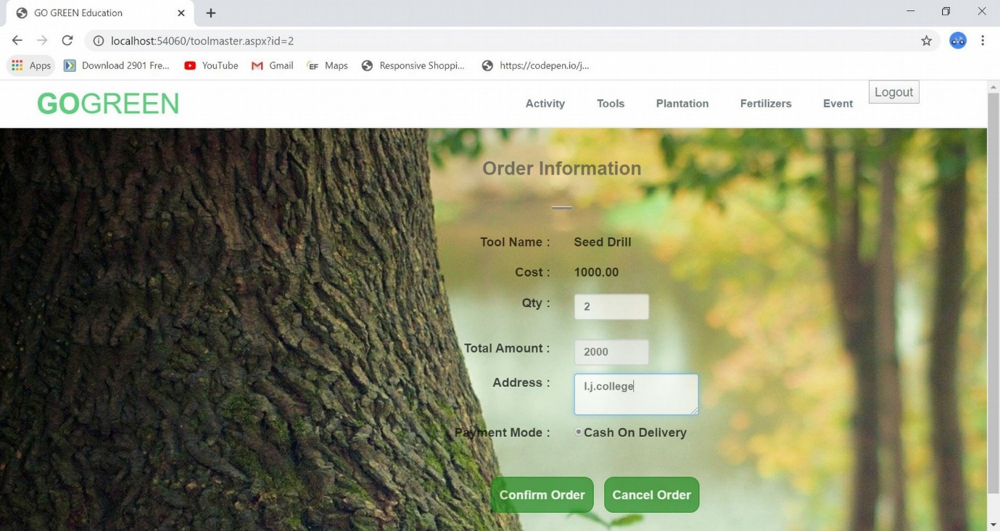 GO GREEN Education
localhost:54060/toolmaster.aspx?id=2
Apps Download 2901 Fre... YouTube Gmail EF Maps Responsive Shoppi... https://codepen.io/j...
GOGREEN Activity Tools Plantation Fertilizers Event Logout
Order Information
Tool Name : Seed Drill
Cost : 1000.00
Qty : 2
Total Amount : 2000
Address : l.j.college
Payment Mode : Cash On Delivery
Confirm Order Cancel Order